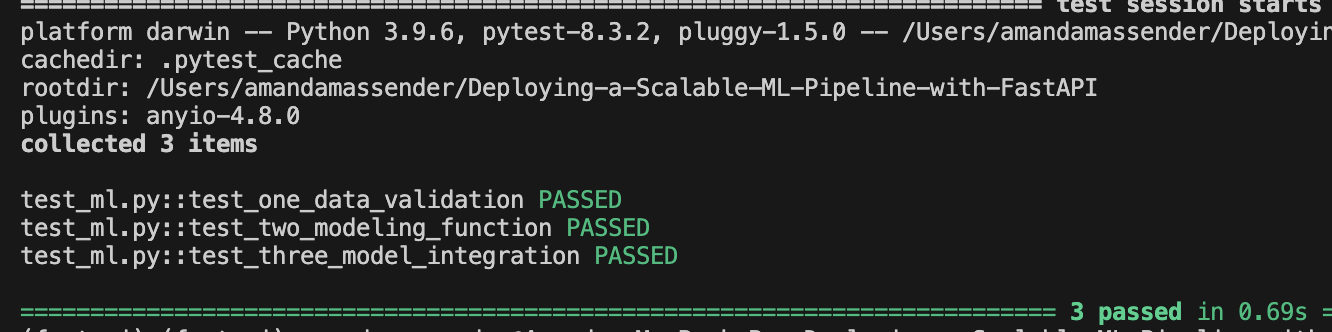 ================================================================== test session starts
platform darwin -- Python 3.9.6, pytest-8.3.2, pluggy-1.5.0 -- /Users/amandamassender/Deployin
cachedir: .pytest_cache
rootdir: /Users/amandamassender/Deploying-a-Scalable-ML-Pipeline-with-FastAPI
plugins: anyio-4.8.0
collected 3 items
test_ml.py::test_one_data_validation PASSED
test_ml.py::test_two_modeling_function PASSED
test_ml.py::test_three_model_integration PASSED
================================================================== 3 passed in 0.69s =